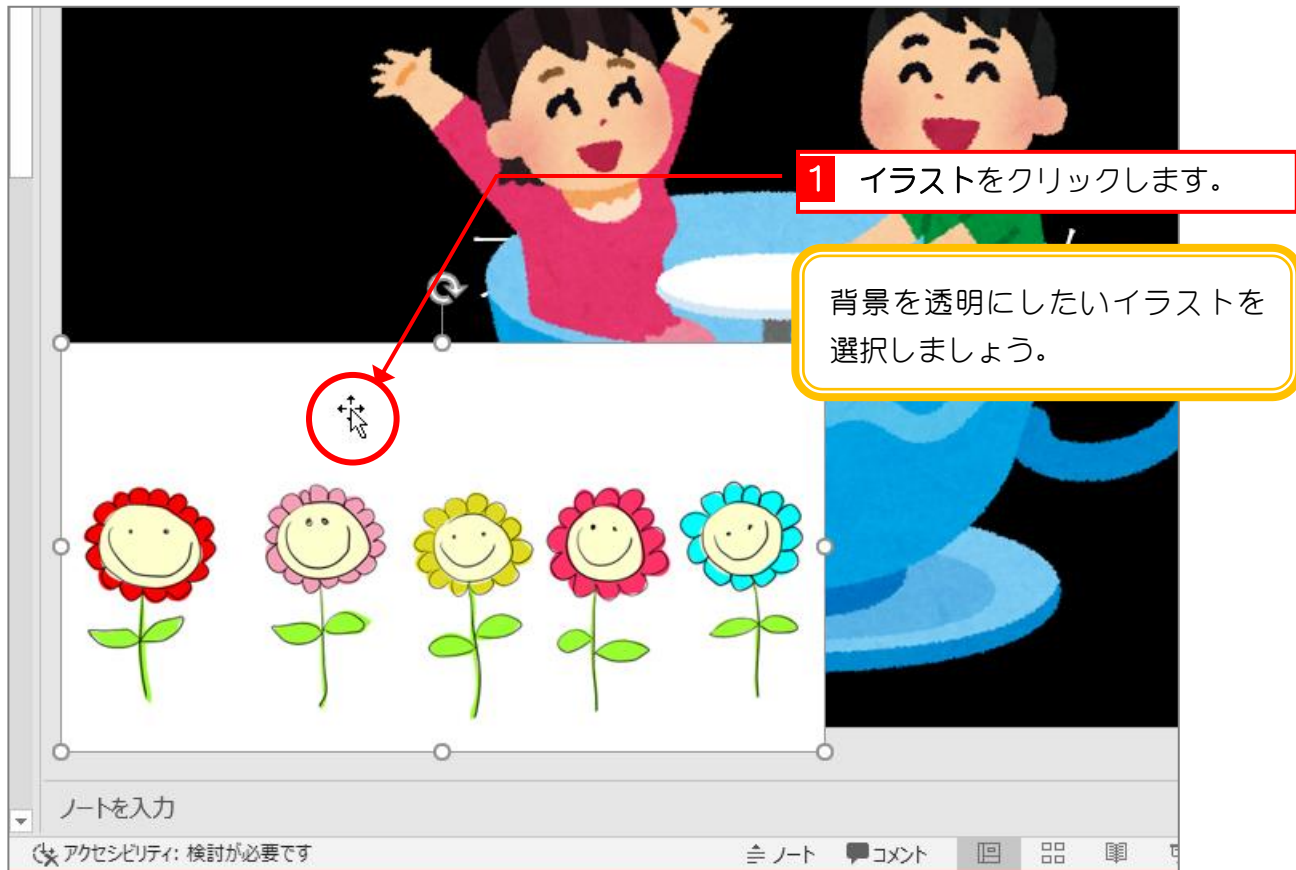 1 イラストをクリックします。
背景を透明にしたいイラストを
選択しましょう。
ノートを入力
アクセシビリティ: 検討が必要です
ノート
コメント